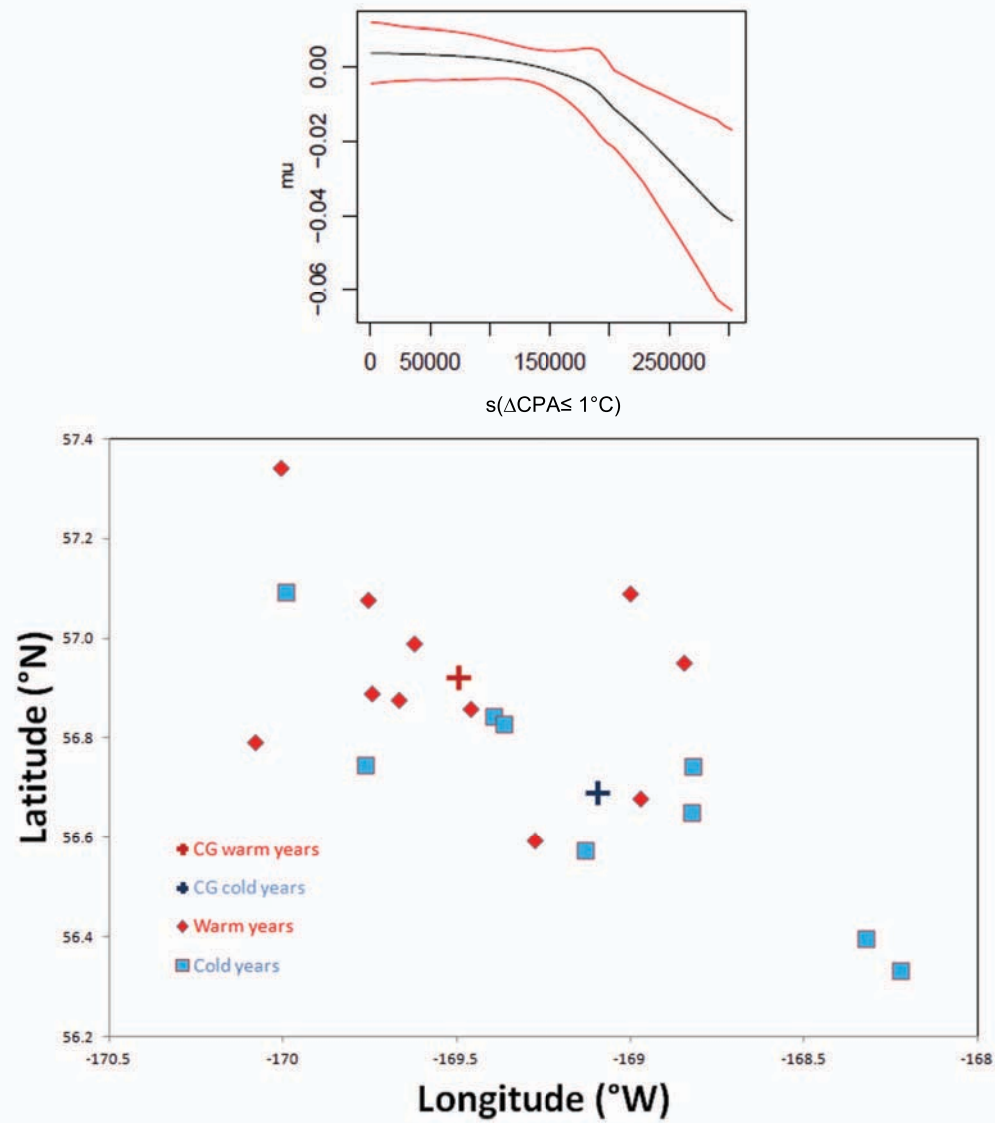 0.00
−0.02
−0.04
−0.06
mu
0 50000 150000 250000
s(∆CPA≤ 1°C)
57.4
57.2
57.0
56.8
56.6
56.4
56.2
Latitude (°N)
CG warm years
CG cold years
Warm years
Cold years
-170.5 -170 -169.5 -169 -168.5 -168
Longitude (°W)